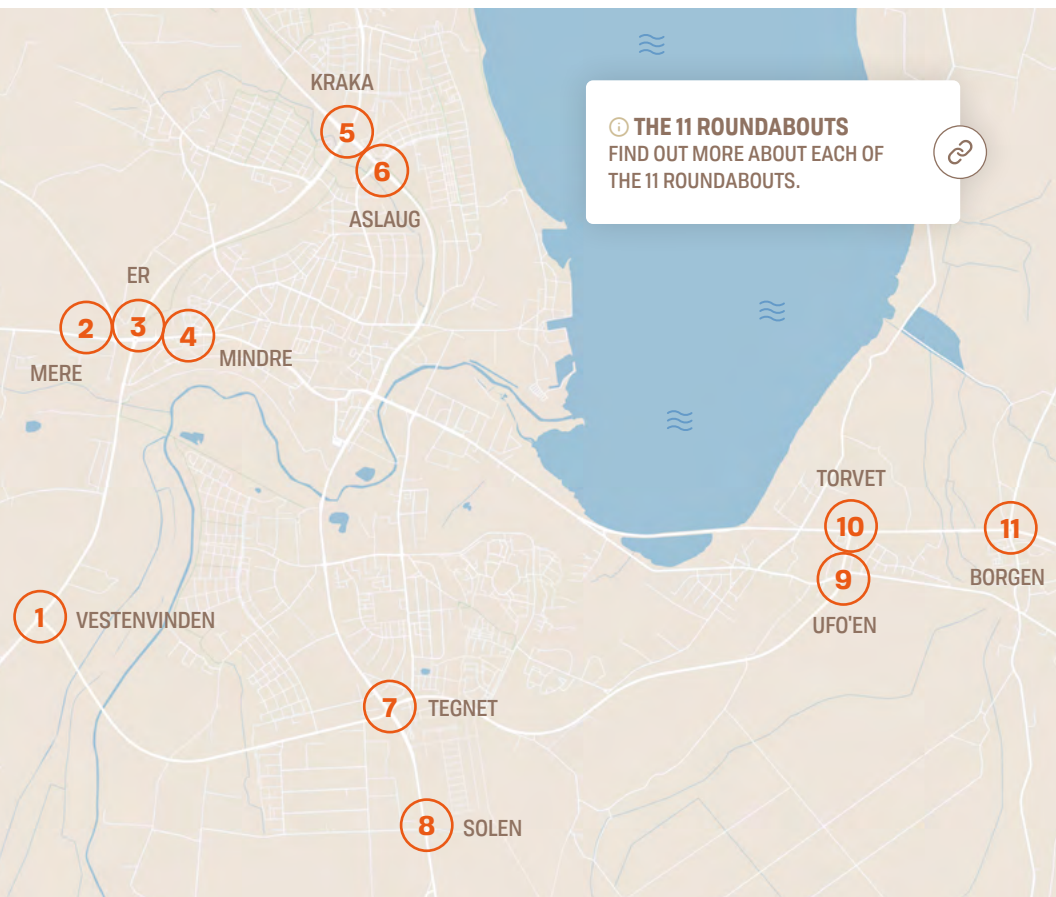 KRAKA
5
6
ASLAUG
THE 11 ROUNDABOUTS
FIND OUT MORE ABOUT EACH OF
THE 11 ROUNDABOUTS.
ER
2
3
4
MERE
MINDRE
TORVET
10
11
9
BORGEN
UFO'EN
1
VESTENVINDEN
7
TEGNET
8
SOLEN